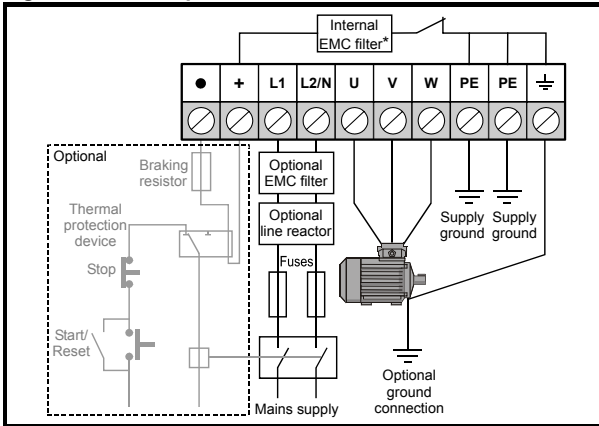 Internal
EMC filter*
● + L1 L2/N U V W PE PE ⏚
Optional
Braking
resistor
Thermal
protection
device
Stop
Start/
Reset
Optional
EMC filter
Optional
line reactor
Fuses
Mains supply
Supply
ground
Supply
ground
Optional
ground
connection